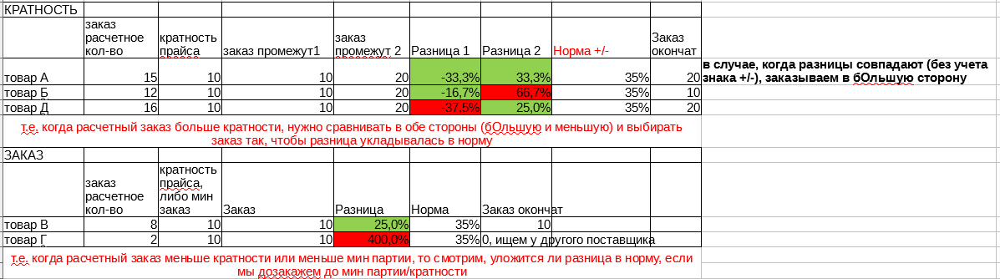 КРАТНОСТЬ
заказ расчетное кол-во кратность прайса заказ промежут1 заказ промежут 2 Разница 1 Разница 2 Норма +/- Заказ окончат
товар А 15 10 10 20 -33,3% 33,3% 35% 20 в случае, когда разницы совпадают (без учета
знака +/-), заказываем в бОльшую сторону
товар Б 12 10 10 20 -16,7% 66,7% 35% 10
товар Д 16 10 10 20 -37,5% 25,0% 35% 20
т.е. когда расчетный заказ больше кратности, нужно сравнивать в обе стороны (бОльшую и меньшую) и выбирать
заказ так, чтобы разница укладывалась в норму
ЗАКАЗ
заказ расчетное кол-во кратность прайса, либо мин заказ Заказ Разница Норма Заказ окончат
товар В 8 10 10 25,0% 35% 10
товар Г 2 10 10 400,0% 35% 0, ищем у другого поставщика
т.е. когда расчетный заказ меньше кратности или меньше мин партии, то смотрим, уложится ли разница в норму, если
мы дозакажем до мин партии/кратности